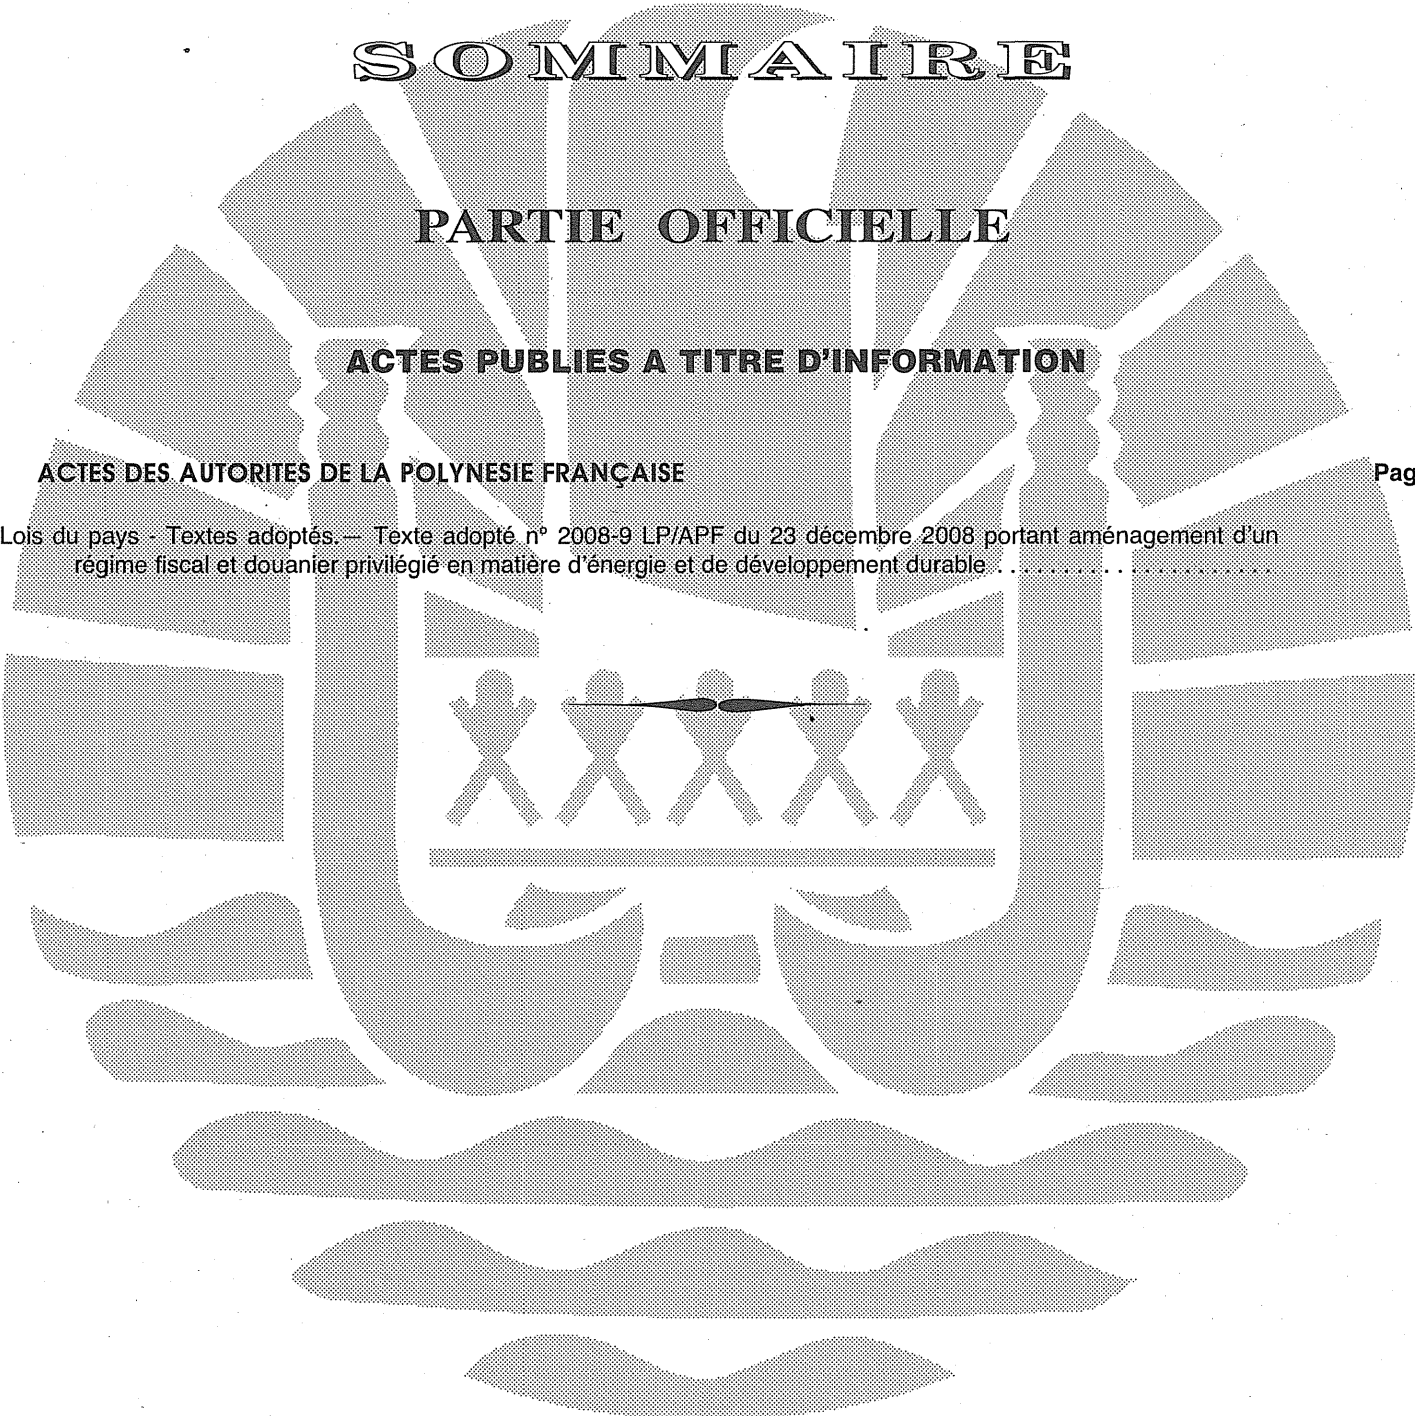 SOMMAIRE
PARTIE OFFICIELLE
ACTES PUBLIES A TITRE D'INFORMATION
ACTES DES AUTORITES DE LA POLYNESIE FRANÇAISE Pag
Lois du pays - Textes adoptés.— Texte adopté nº 2008-9 LP/APF du 23 décembre 2008 portant aménagement d'un
régime fiscal et douanier privilégié en matière d'énergie et de développement durable . . . . . . . . . . . . . . . . . . . . .